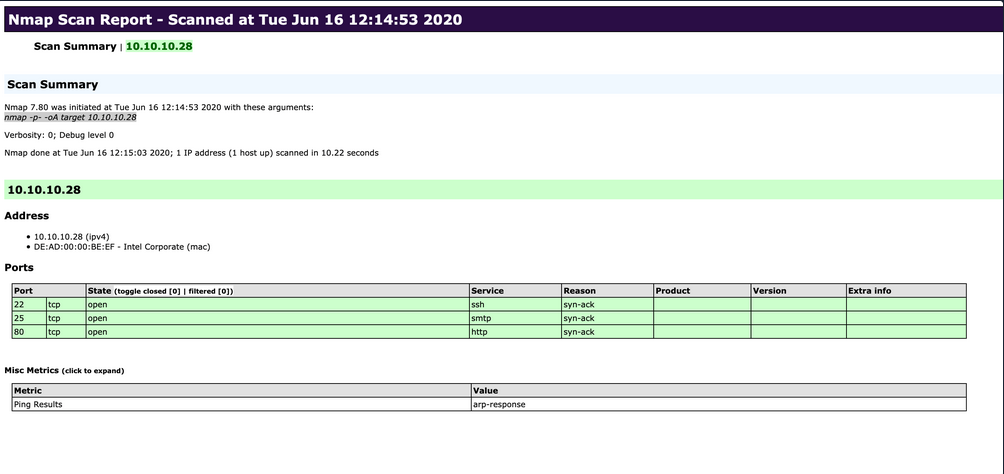 Nmap Scan Report - Scanned at Tue Jun 16 12:14:53 2020
Scan Summary | 10.10.10.28
Scan Summary
Nmap 7.80 was initiated at Tue Jun 16 12:14:53 2020 with these arguments:
nmap -p- -oA target 10.10.10.28
Verbosity: 0; Debug level 0
Nmap done at Tue Jun 16 12:15:03 2020; 1 IP address (1 host up) scanned in 10.22 seconds
10.10.10.28
Address
• 10.10.10.28 (ipv4)
• DE:AD:00:00:BE:EF - Intel Corporate (mac)
Ports
Port State (toggle closed [0] | filtered [0]) Service Reason Product Version Extra info
22 tcp open ssh syn-ack
25 tcp open smtp syn-ack
80 tcp open http syn-ack
Misc Metrics (click to expand)
Metric Value
Ping Results arp-response